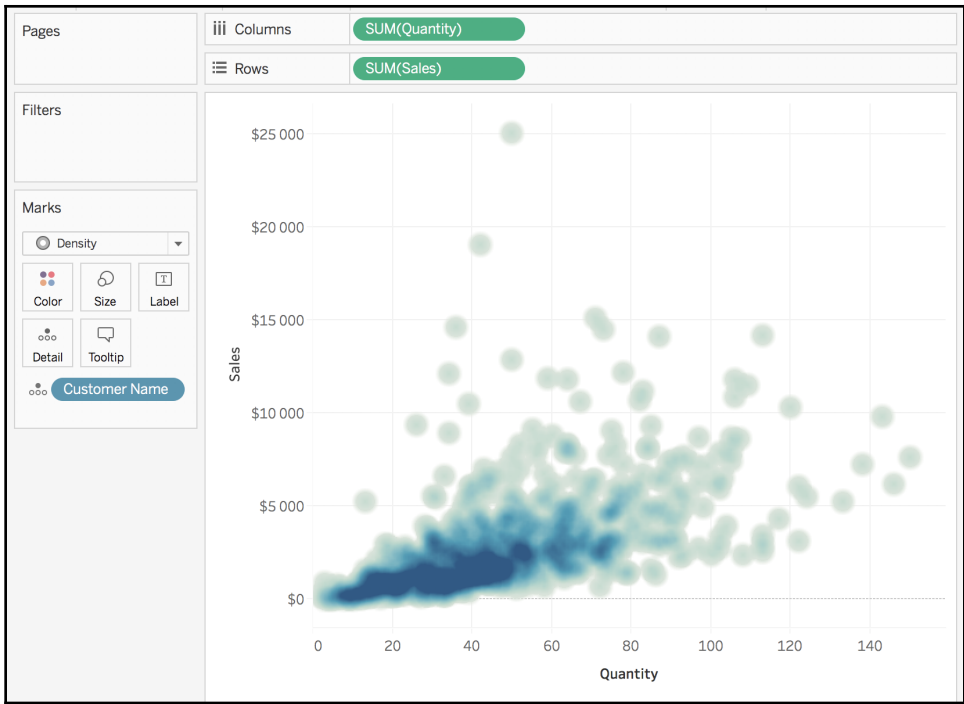 Pages
Columns
SUM(Quantity)
Rows
SUM(Sales)
Filters
Marks
Density
Color
Size
T
Label
Detail
Tooltip
Customer Name
$25 000
$20 000
$15 000
$10 000
$5 000
$0
Sales
0 20 40 60 80 100 120 140
Quantity